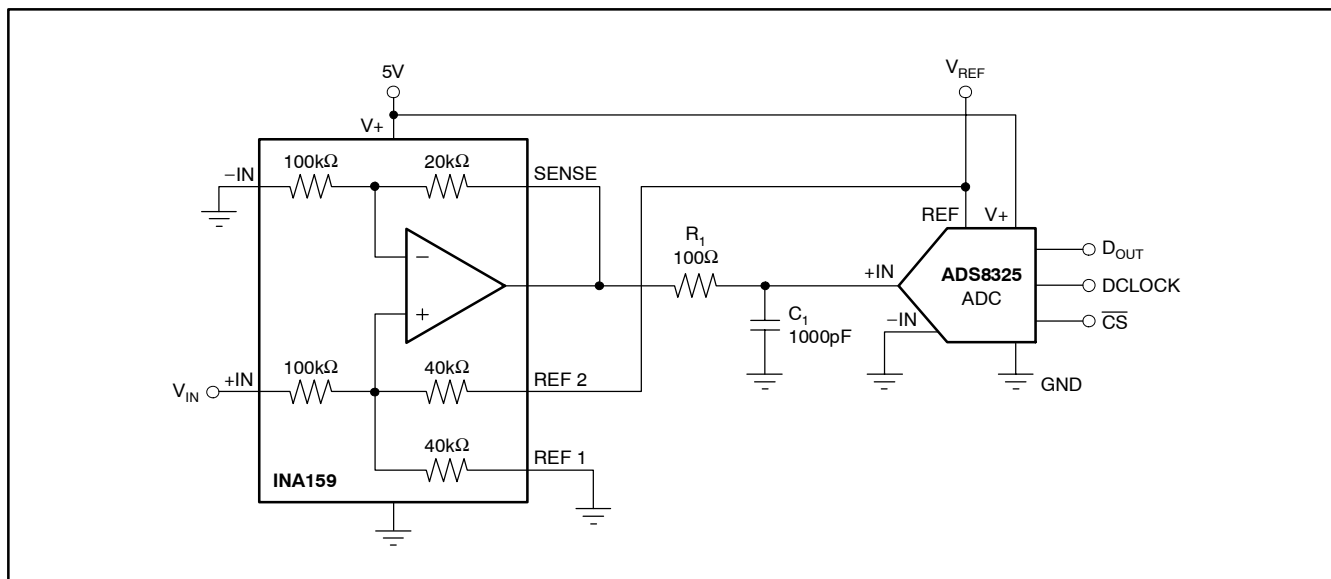 5V
V_REF
V+
100kΩ
20kΩ
−IN
SENSE
REF
V+
R_1
100Ω
+IN
ADS8325
ADC
D_OUT
DCLOCK
C̅S̅
−
+
C_1
1000pF
−IN
GND
V_IN
+IN
100kΩ
40kΩ
REF 2
40kΩ
REF 1
INA159